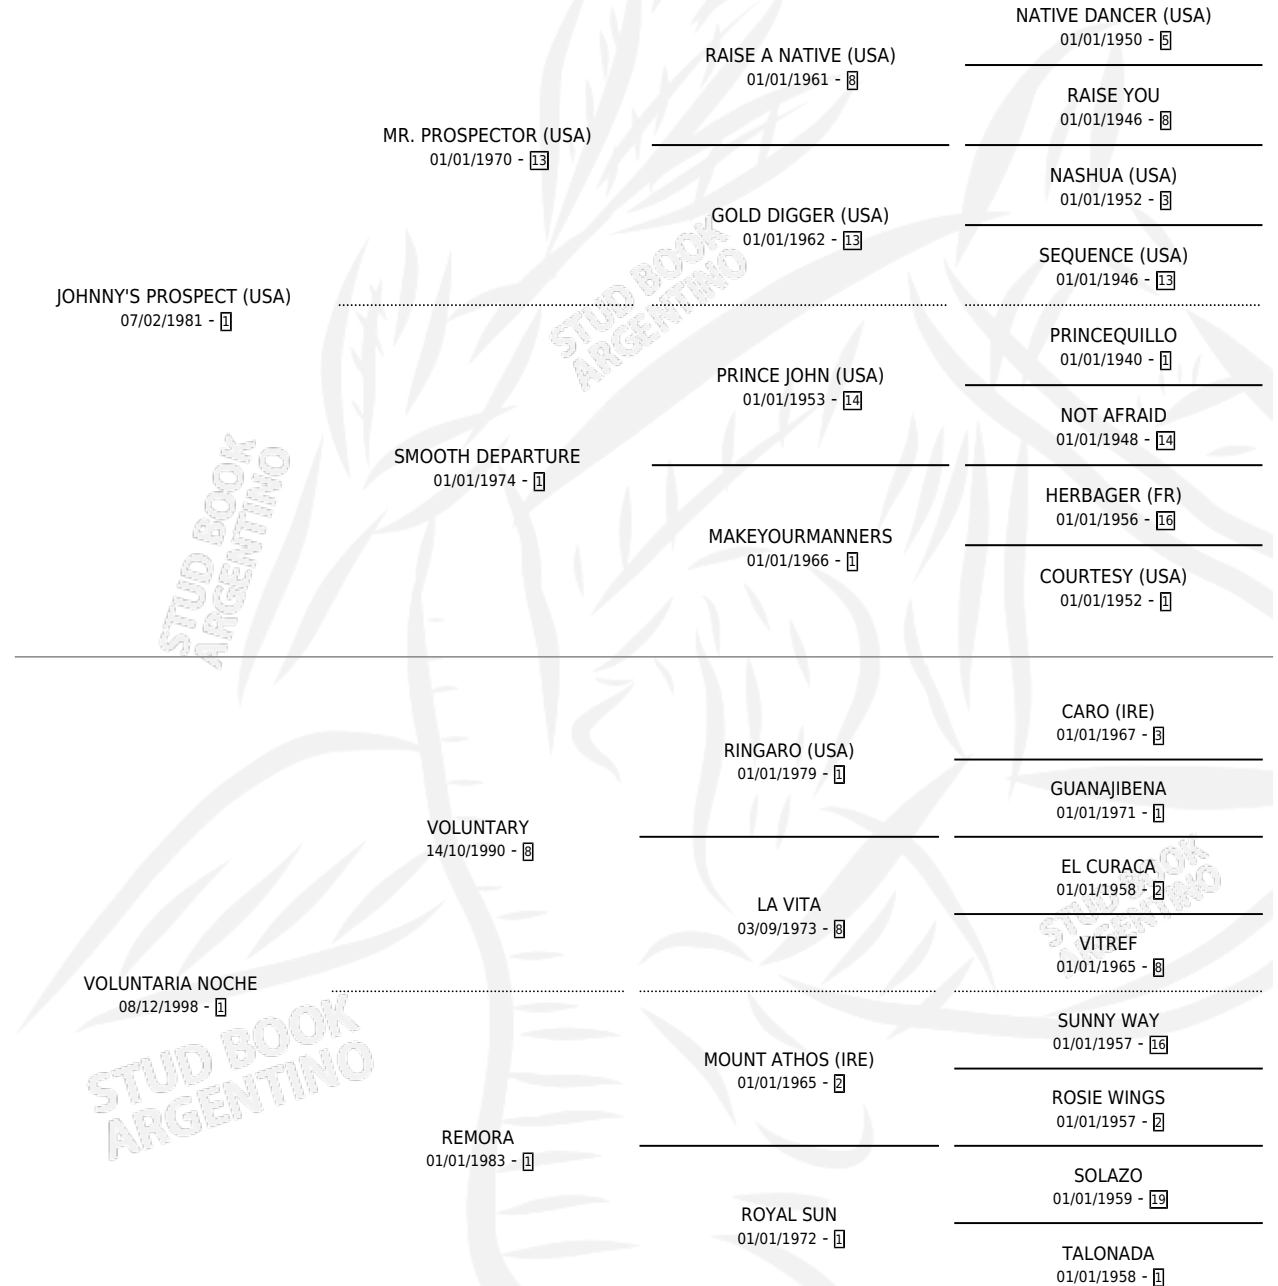 NATIVE DANCER (USA)
01/01/1950 - 5
RAISE A NATIVE (USA)
01/01/1961 - 8
RAISE YOU
01/01/1946 - 8
MR. PROSPECTOR (USA)
01/01/1970 - 13
NASHUA (USA)
01/01/1952 - 3
GOLD DIGGER (USA)
01/01/1962 - 13
SEQUENCE (USA)
01/01/1946 - 13
JOHNNY'S PROSPECT (USA)
07/02/1981 - 1
PRINCEQUILLO
01/01/1940 - 1
PRINCE JOHN (USA)
01/01/1953 - 14
NOT AFRAID
01/01/1948 - 14
SMOOTH DEPARTURE
01/01/1974 - 1
HERBAGER (FR)
01/01/1956 - 16
MAKEYOURMANNERS
01/01/1966 - 1
COURTESY (USA)
01/01/1952 - 1
CARO (IRE)
01/01/1967 - 3
RINGARO (USA)
01/01/1979 - 1
GUANAJIBENA
01/01/1971 - 1
VOLUNTARY
14/10/1990 - 8
EL CURACA
01/01/1958 - 2
LA VITA
03/09/1973 - 8
VITREF
01/01/1965 - 8
VOLUNTARIA NOCHE
08/12/1998 - 1
SUNNY WAY
01/01/1957 - 16
MOUNT ATHOS (IRE)
01/01/1965 - 2
ROSIE WINGS
01/01/1957 - 2
REMORA
01/01/1983 - 1
SOLAZO
01/01/1959 - 19
ROYAL SUN
01/01/1972 - 1
TALONADA
01/01/1958 - 1
STUD BOOK
ARGENTINO
STUD BOOK
ARGENTINO
STUD BOOK
ARGENTINO
STUD BOOK
ARGENTINO